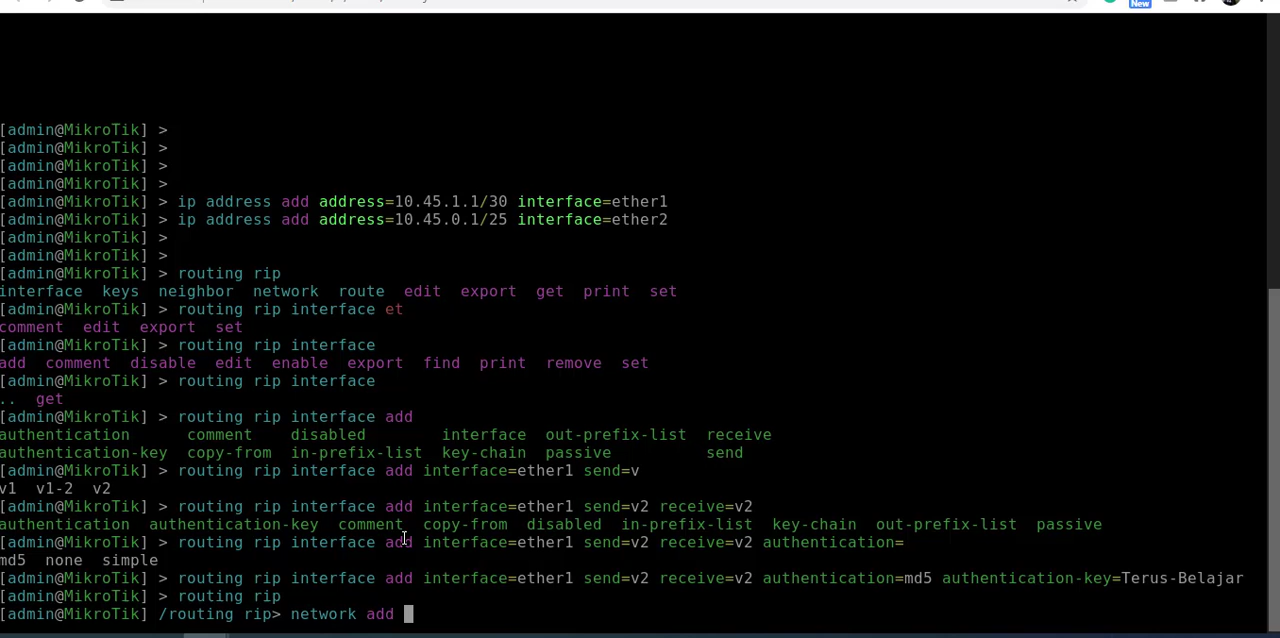 New
[admin@MikroTik] >
[admin@MikroTik] >
[admin@MikroTik] >
[admin@MikroTik] >
[admin@MikroTik] > ip address add address=10.45.1.1/30 interface=ether1
[admin@MikroTik] > ip address add address=10.45.0.1/25 interface=ether2
[admin@MikroTik] >
[admin@MikroTik] >
[admin@MikroTik] > routing rip
interface  keys  neighbor  network  route  edit  export  get  print  set
[admin@MikroTik] > routing rip interface et
comment  edit  export  set
[admin@MikroTik] > routing rip interface
add  comment  disable  edit  enable  export  find  print  remove  set
[admin@MikroTik] > routing rip interface
..  get
[admin@MikroTik] > routing rip interface add
authentication      comment    disabled        interface  out-prefix-list  receive
authentication-key  copy-from  in-prefix-list  key-chain  passive          send
[admin@MikroTik] > routing rip interface add interface=ether1 send=v
v1  v1-2  v2
[admin@MikroTik] > routing rip interface add interface=ether1 send=v2 receive=v2
authentication  authentication-key  comment  copy-from  disabled  in-prefix-list  key-chain  out-prefix-list  passive
[admin@MikroTik] > routing rip interface add interface=ether1 send=v2 receive=v2 authentication=
md5  none  simple
[admin@MikroTik] > routing rip interface add interface=ether1 send=v2 receive=v2 authentication=md5 authentication-key=Terus-Belajar
[admin@MikroTik] > routing rip
[admin@MikroTik] /routing rip> network add